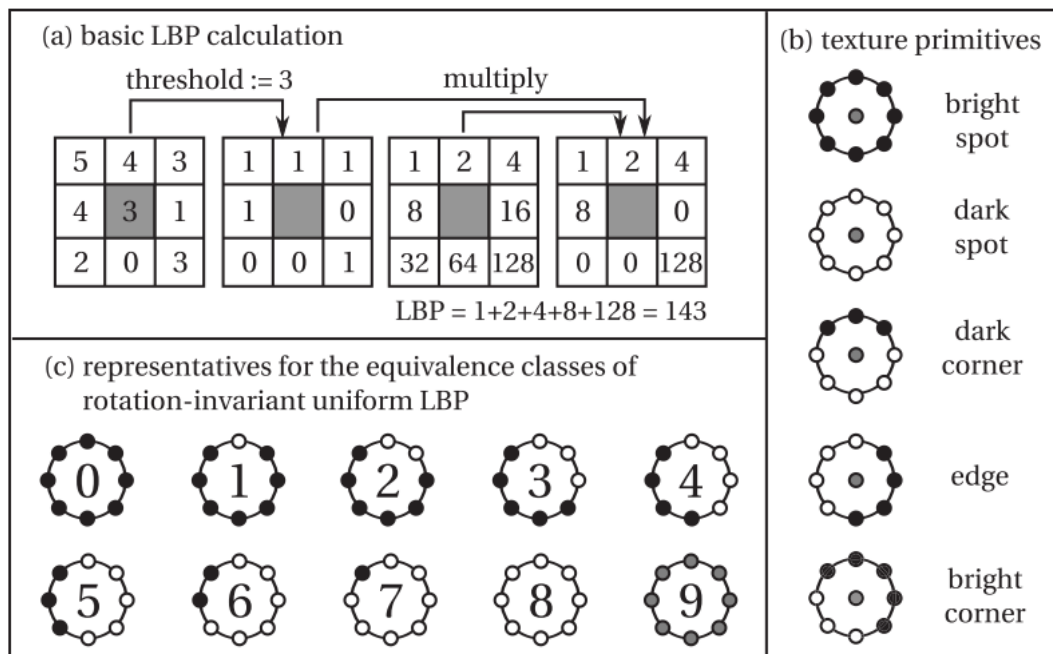 (a) basic LBP calculation
threshold := 3
multiply
5 4 3 1 1 1 1 2 4 1 2 4
4 3 1 1 0 8 16 8 0
2 0 3 0 0 1 32 64 128 0 0 128
LBP = 1+2+4+8+128 = 143
(b) texture primitives
bright
spot
dark
spot
dark
corner
edge
bright
corner
(c) representatives for the equivalence classes of
rotation-invariant uniform LBP
0 1 2 3 4
5 6 7 8 9